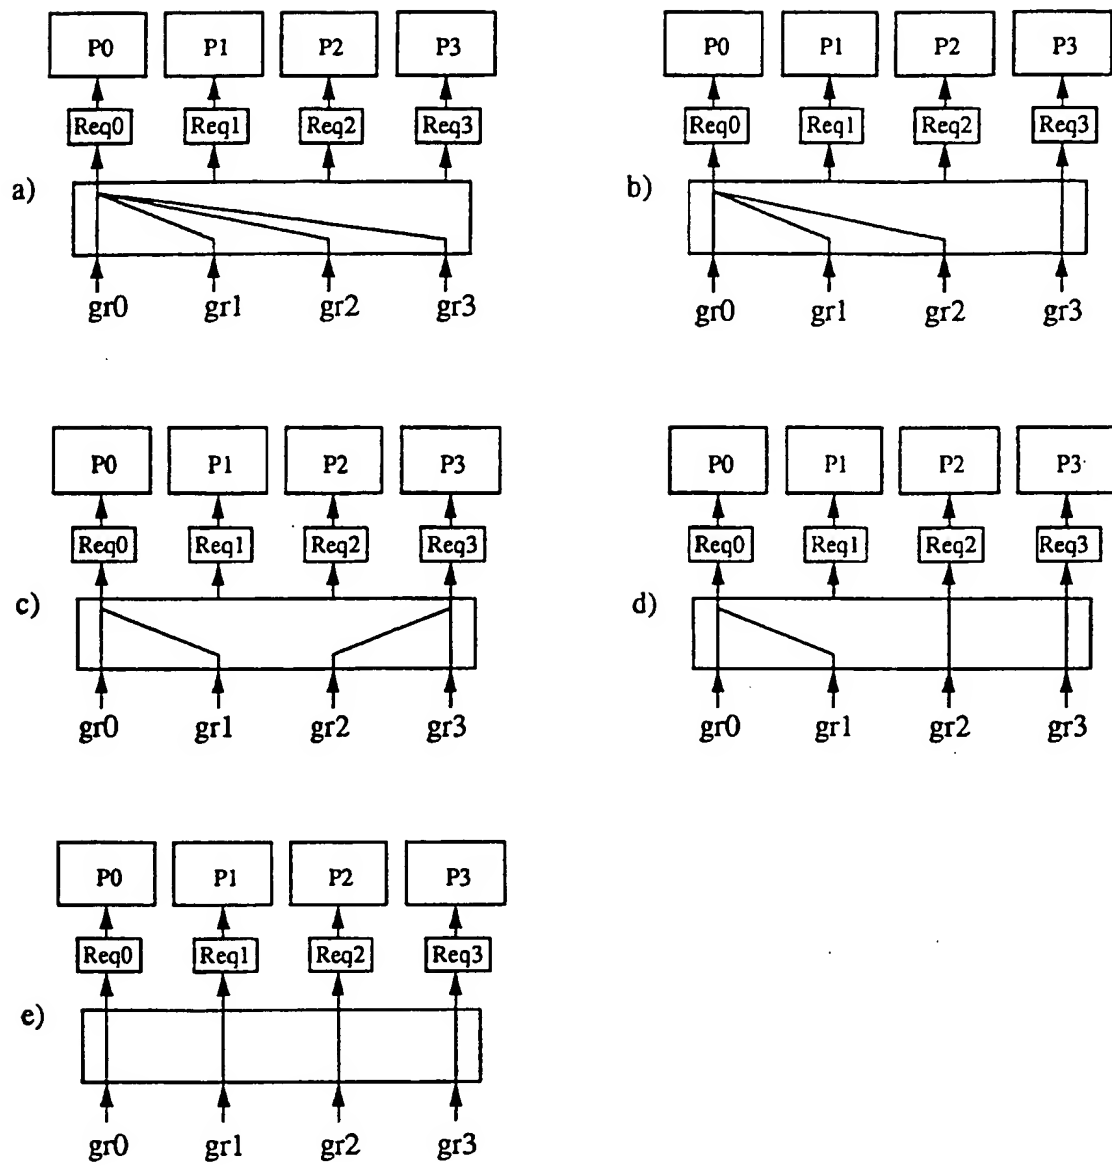 P0 P1 P2 P3
P0 P1 P2 P3
Req0 Req1 Req2 Req3
Req0 Req1 Req2 Req3
a)
b)
gr0 gr1 gr2 gr3
gr0 gr1 gr2 gr3
P0 P1 P2 P3
P0 P1 P2 P3
Req0 Req1 Req2 Req3
Req0 Req1 Req2 Req3
c)
d)
gr0 gr1 gr2 gr3
gr0 gr1 gr2 gr3
P0 P1 P2 P3
Req0 Req1 Req2 Req3
e)
gr0 gr1 gr2 gr3